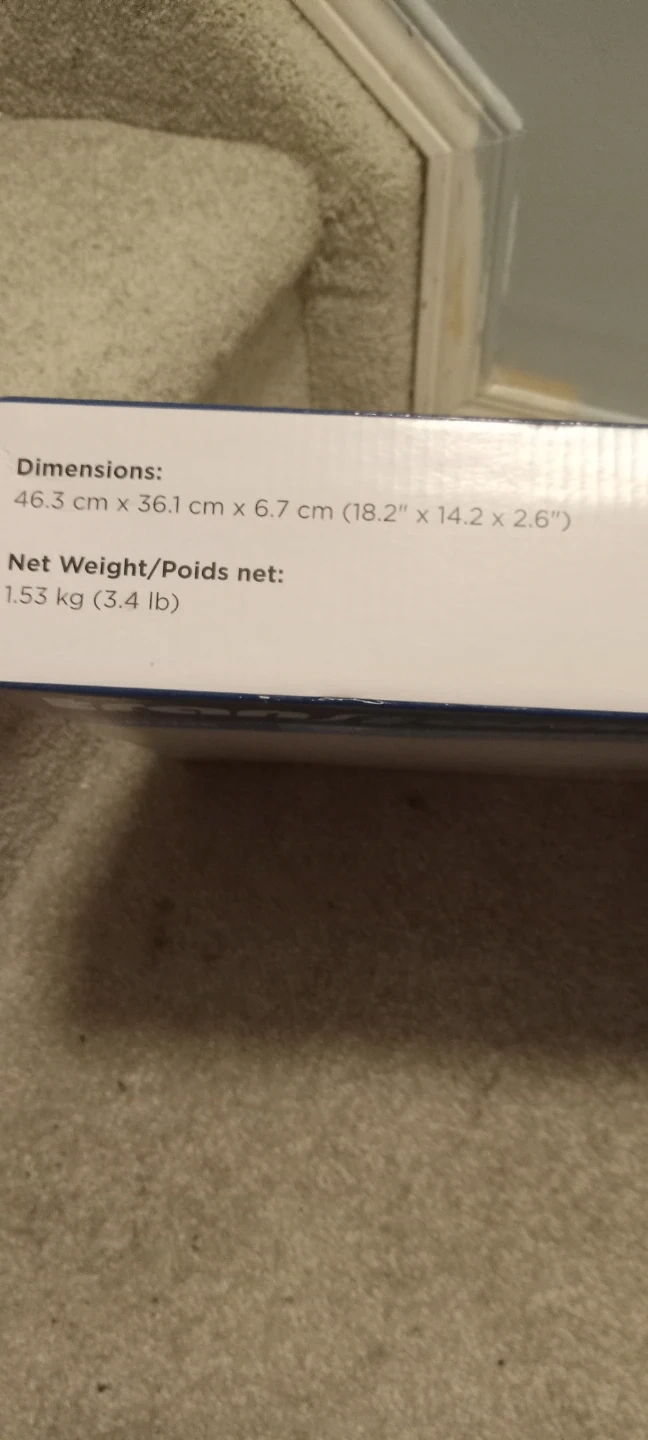 Dimensions:
46.3 cm x 36.1 cm x 6.7 cm (18.2" x 14.2 x 2.6")
Net Weight/Poids net:
1.53 kg (3.4 lb)